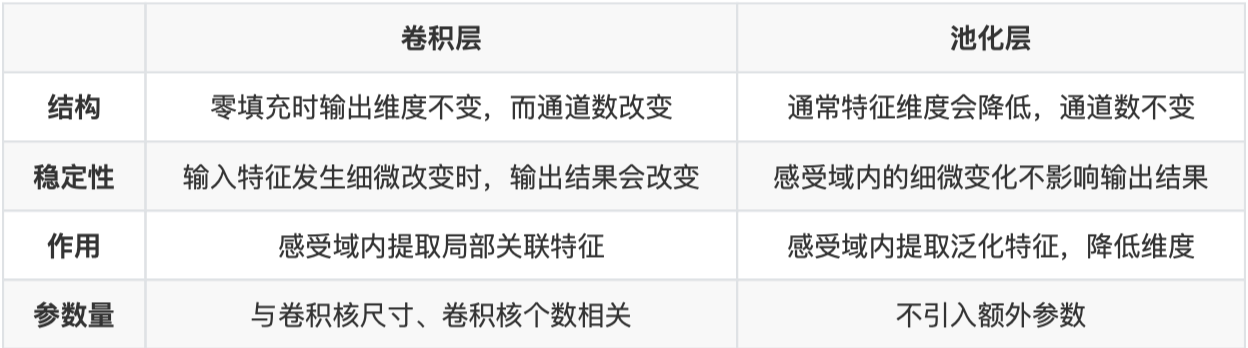 卷积层 池化层
结构 零填充时输出维度不变，而通道数改变 通常特征维度会降低，通道数不变
稳定性 输入特征发生细微改变时，输出结果会改变 感受域内的细微变化不影响输出结果
作用 感受域内提取局部关联特征 感受域内提取泛化特征，降低维度
参数量 与卷积核尺寸、卷积核个数相关 不引入额外参数